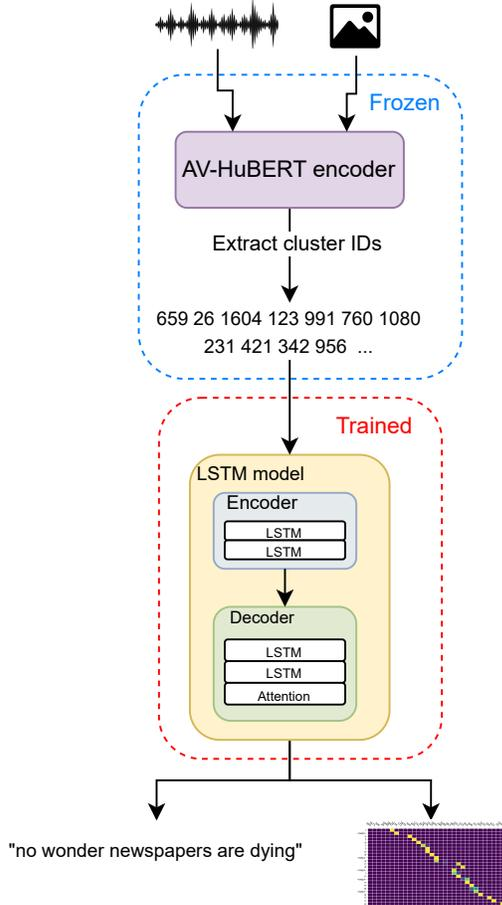 Frozen
AV-HuBERT encoder
Extract cluster IDs
659 26 1604 123 991 760 1080
231 421 342 956 ...
Trained
LSTM model
Encoder
LSTM
LSTM
Decoder
LSTM
LSTM
Attention
"no wonder newspapers are dying"